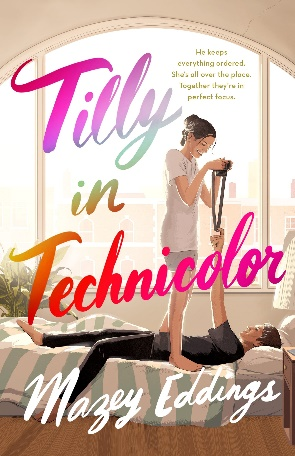 He keeps
everything ordered.
She's all over the place.
Together they're in
perfect focus.
Tilly
in
Technicolor
Mazey Eddings